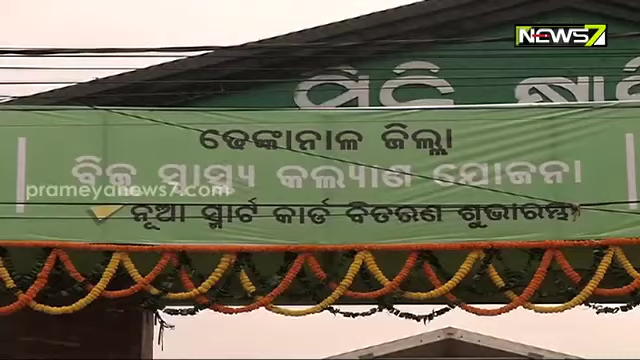 NEWS7
ଢେଙ୍କାନାଳ ଜିଲ୍ଲା
ବିଜୁ ସ୍ୱାସ୍ଥ୍ୟ କଲ୍ୟାଣ ଯୋଜନା
prameyanews7.com
ନୂଆ ସ୍ମାର୍ଟ କାର୍ଡ ବିତରଣ ଶୁଭାରମ୍ଭ